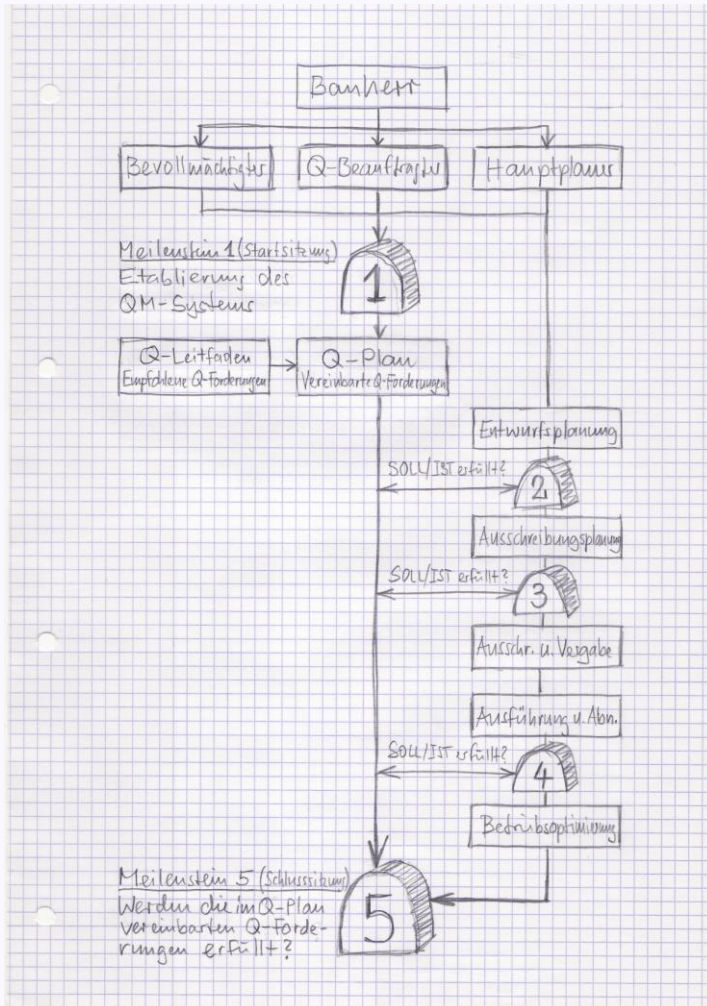 Bauherr
Bevollmächtigter
Q-Beauftragter
Hauptplaner
Meilenstein 1 (Startsitzung)
Etablierung des
QM-Systems
1
Q-Leitfaden
Empfohlene Q-Forderungen
Q-Plan
Vereinbarte Q-Forderungen
Entwurfsplanung
SOLL/IST erfüllt?
2
Ausschreibungsplanung
SOLL/IST erfüllt?
3
Ausschr. u. Vergabe
Ausführung u. Abn.
SOLL/IST erfüllt?
4
Betriebsoptimierung
Meilenstein 5 (Schlusssitzung)
Werden die im Q-Plan
vereinbarten Q-Forde-
rungen erfüllt?
5